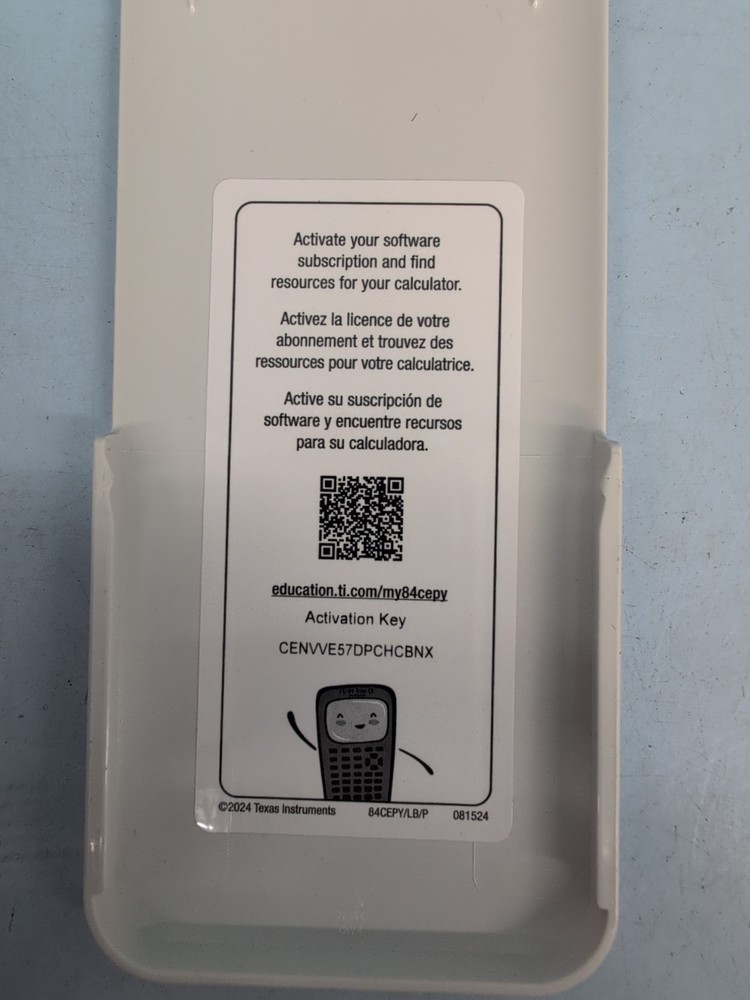 Activate your software
subscription and find
resources for your calculator.
Activez la licence de votre
abonnement et trouvez des
ressources pour votre calculatrice.
Active su suscripción de
software y encuentre recursos
para su calculadora.
education.ti.com/my84cepy
Activation Key
CENVVE57DPCHCBNX
©2024 Texas Instruments 84CEPY/LB/P 081524